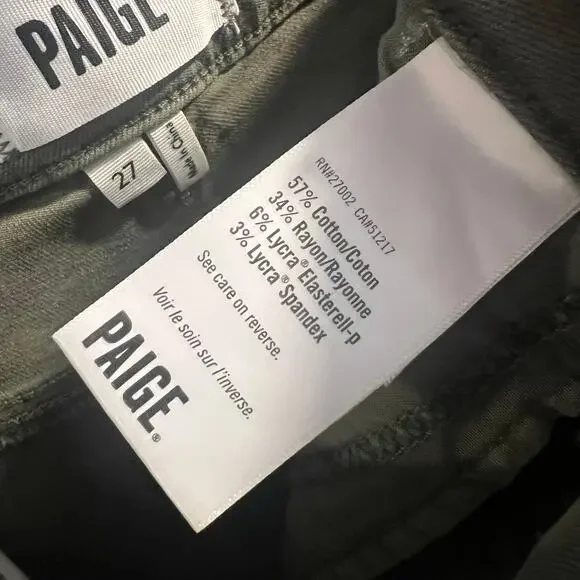 PAIGE
27
Made in China
RN#27002 CA#51217
57% Cotton/Coton
34% Rayon/Rayonne
6% Lycra® Elasterell-p
3% Lycra® Spandex
See care on reverse.
Voir le soin sur l'inverse.
PAIGE®